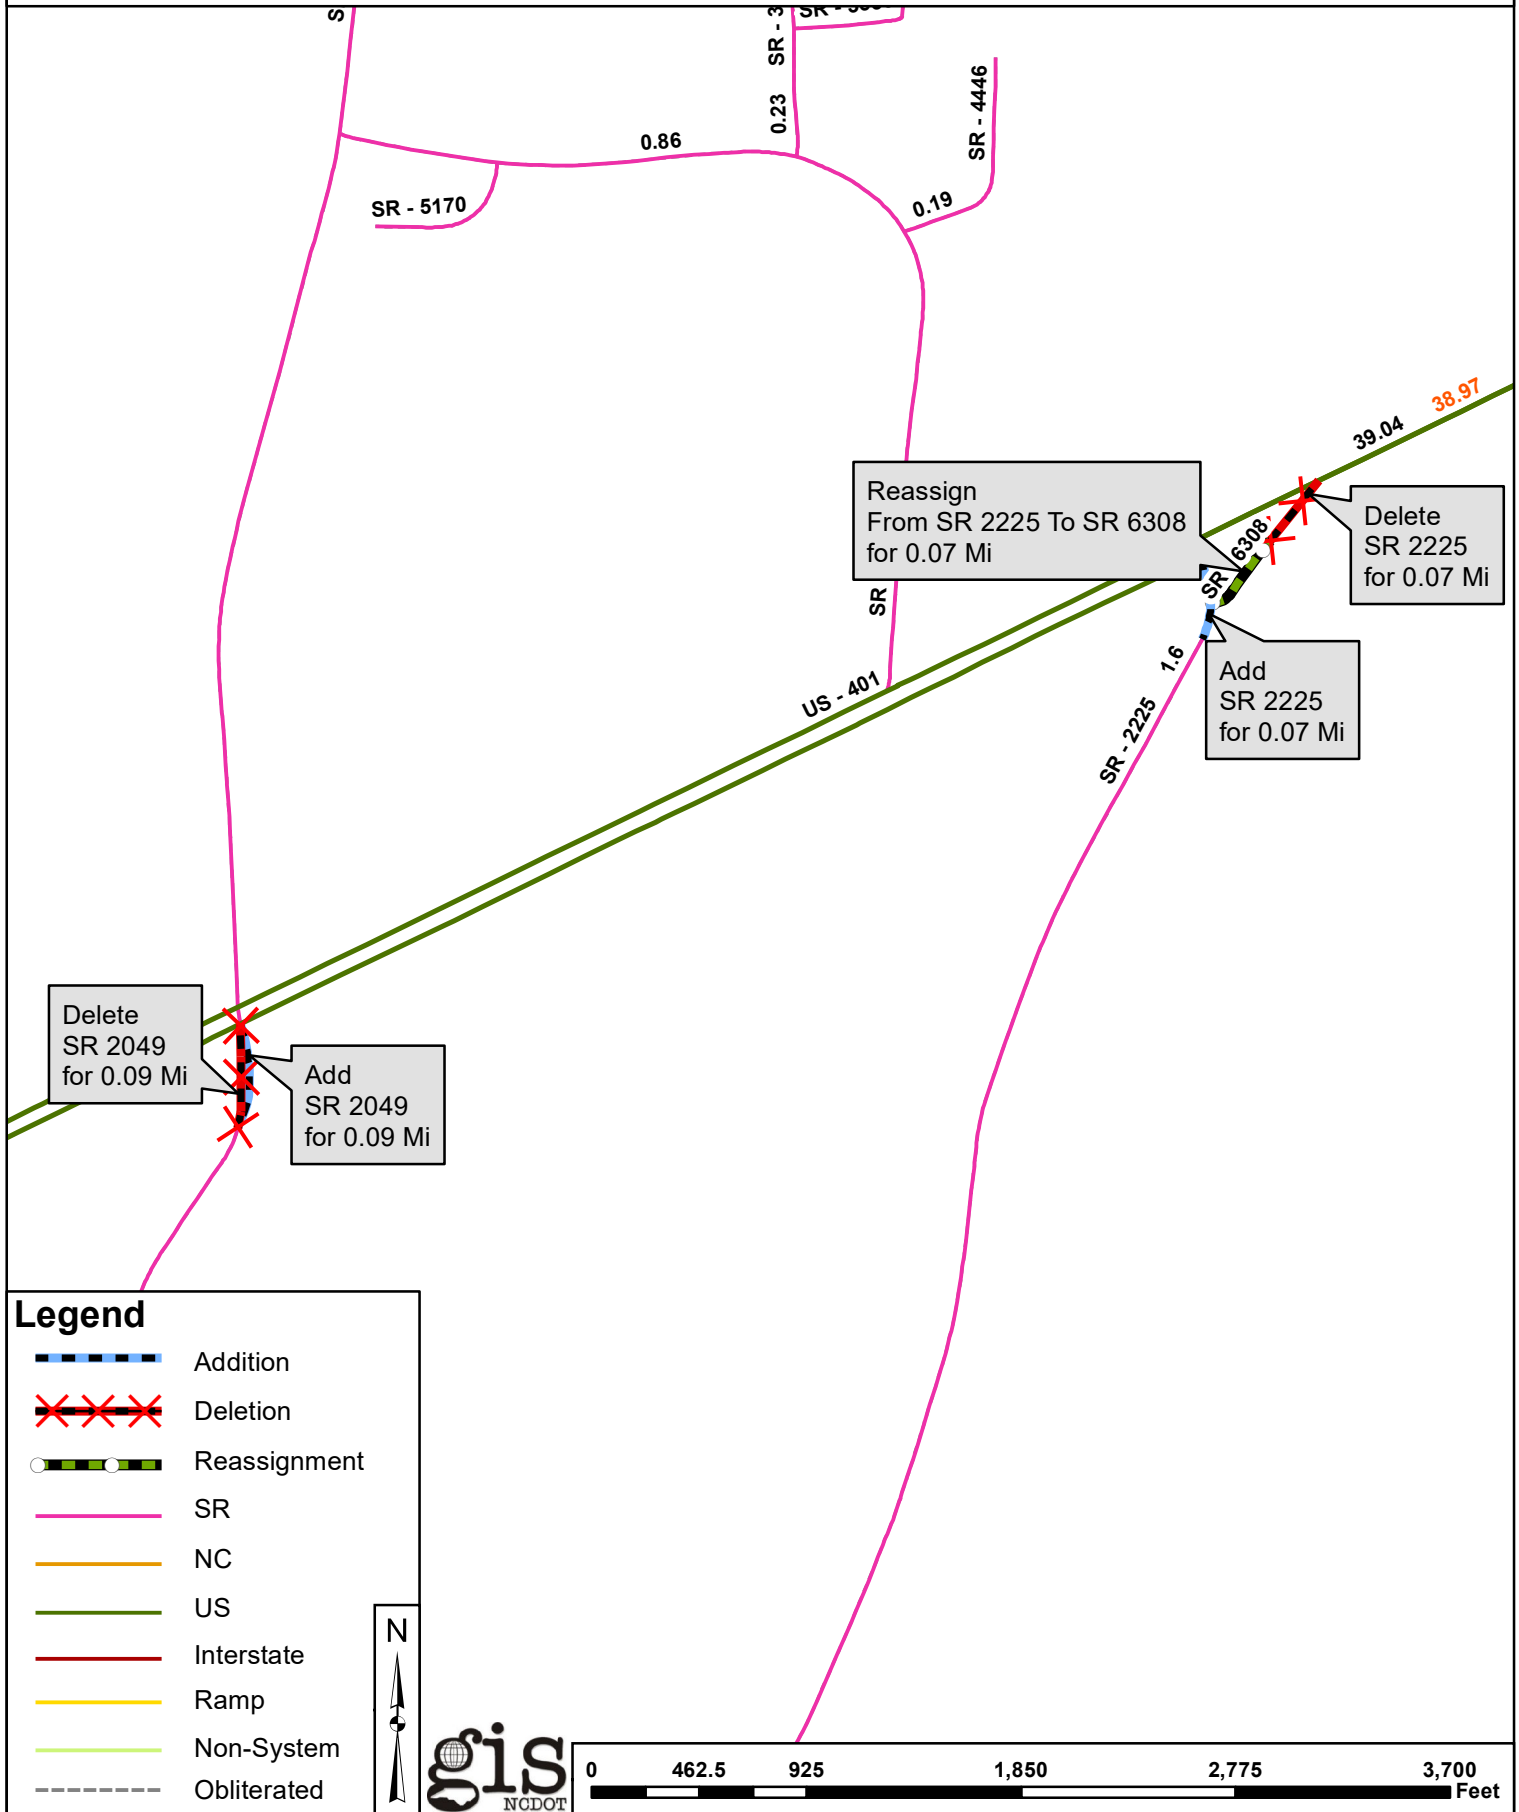 SR - 3
0.23
SR - 4446
0.86
0.19
SR - 5170
38.97
39.04
Reassign
From SR 2225 To SR 6308
for 0.07 Mi
Delete
SR 2225
for 0.07 Mi
SR 6308
SR
US - 401
1.6
SR - 2225
Add
SR 2225
for 0.07 Mi
Delete
SR 2049
for 0.09 Mi
Add
SR 2049
for 0.09 Mi
Legend
Addition
Deletion
Reassignment
SR
NC
US
Interstate
Ramp
Non-System
Obliterated
N
gis
NCDOT
0 462.5 925 1,850 2,775 3,700
Feet